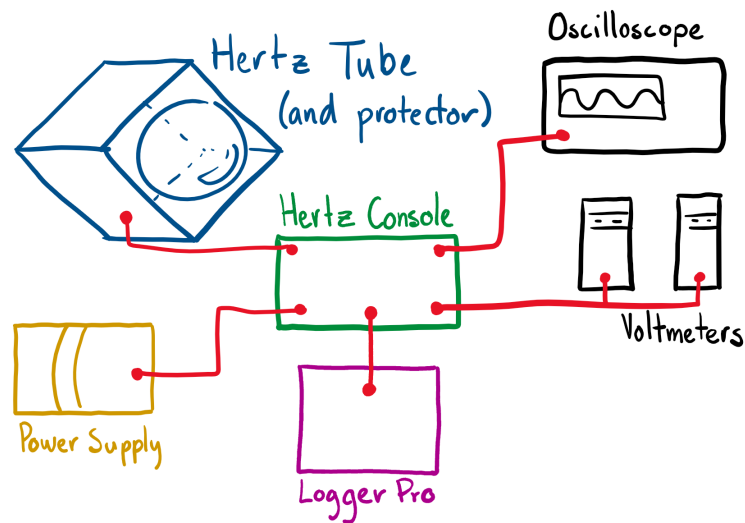 Oscilloscope
Hertz Tube
(and protector)
Hertz Console
Voltmeters
Power Supply
Logger Pro